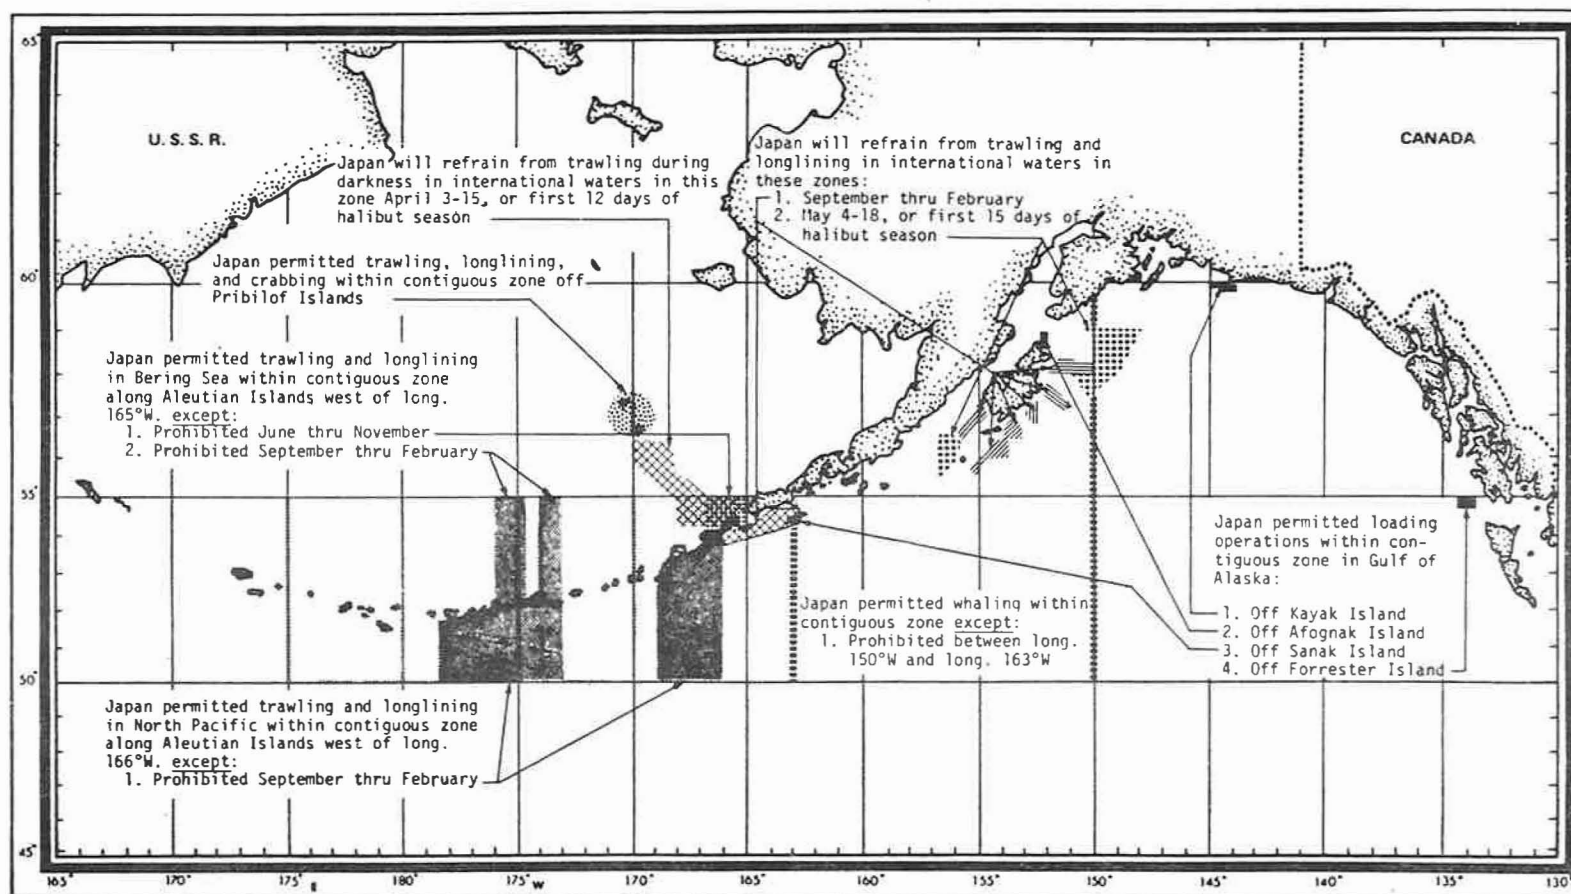 65°
U.S.S.R.
CANADA
Japan will refrain from trawling during
darkness in international waters in this
zone April 3-15, or first 12 days of
halibut season
Japan will refrain from trawling and
longlining in international waters in
these zones:
1. September thru February
2. May 4-18, or first 15 days of
halibut season
Japan permitted trawling, longlining,
and crabbing within contiguous zone off
Pribilof Islands
60°
Japan permitted trawling and longlining
in Bering Sea within contiguous zone
along Aleutian Islands west of long.
165°W. except:
1. Prohibited June thru November
2. Prohibited September thru February
55°
Japan permitted loading
operations within con-
tiguous zone in Gulf of
Alaska:
1. Off Kayak Island
2. Off Afognak Island
3. Off Sanak Island
4. Off Forrester Island
Japan permitted whaling within
contiguous zone except:
1. Prohibited between long.
150°W and long. 163°W
50°
Japan permitted trawling and longlining
in North Pacific within contiguous zone
along Aleutian Islands west of long.
166°W. except:
1. Prohibited September thru February
45°
165° 170° 175° E 180° 175° W 170° 165° 160° 155° 150° 145° 140° 135° 130°